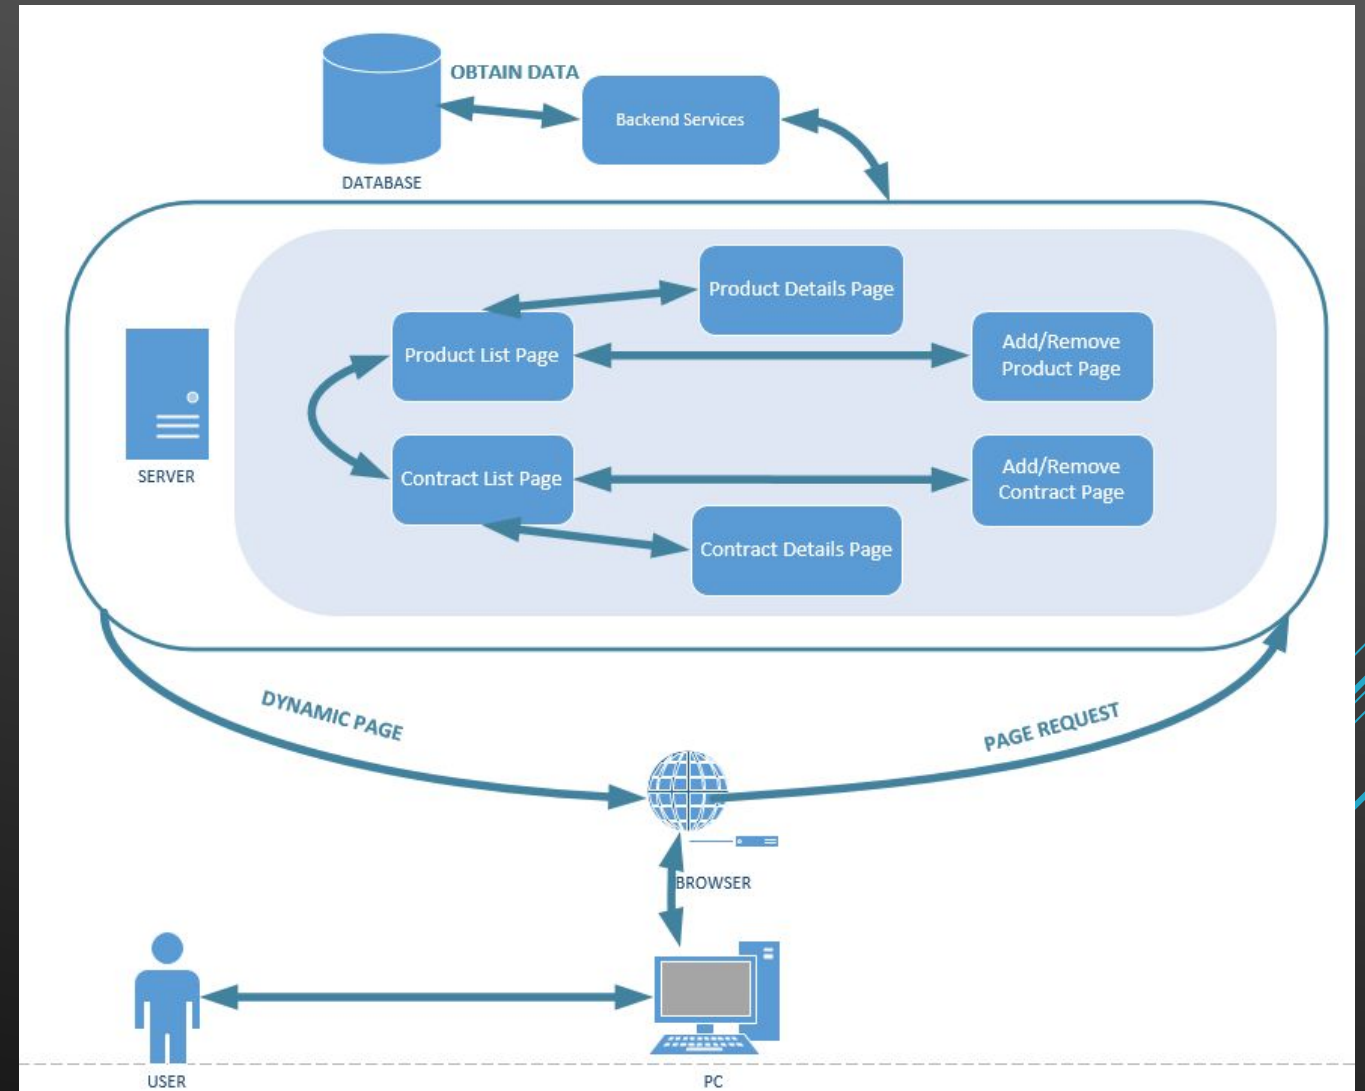 OBTAIN DATA
Backend Services
DATABASE
Product Details Page
Product List Page
Add/Remove
Product Page
SERVER
Contract List Page
Add/Remove
Contract Page
Contract Details Page
DYNAMIC PAGE
PAGE REQUEST
BROWSER
USER
PC